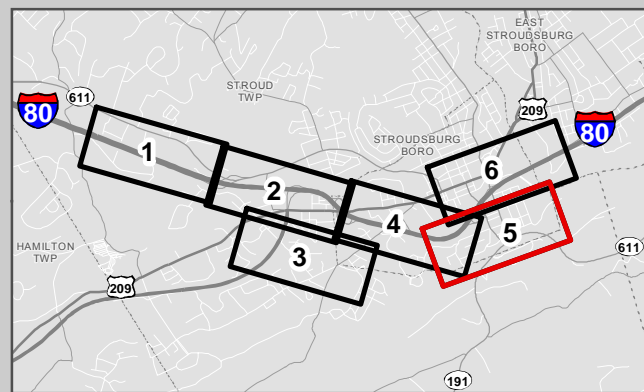 EAST
STROUDSBURG
BORO
611
80
STROUD
TWP
209
80
STROUDSBURG
BORO
1
2
6
4
5
3
HAMILTON
TWP
611
209
191